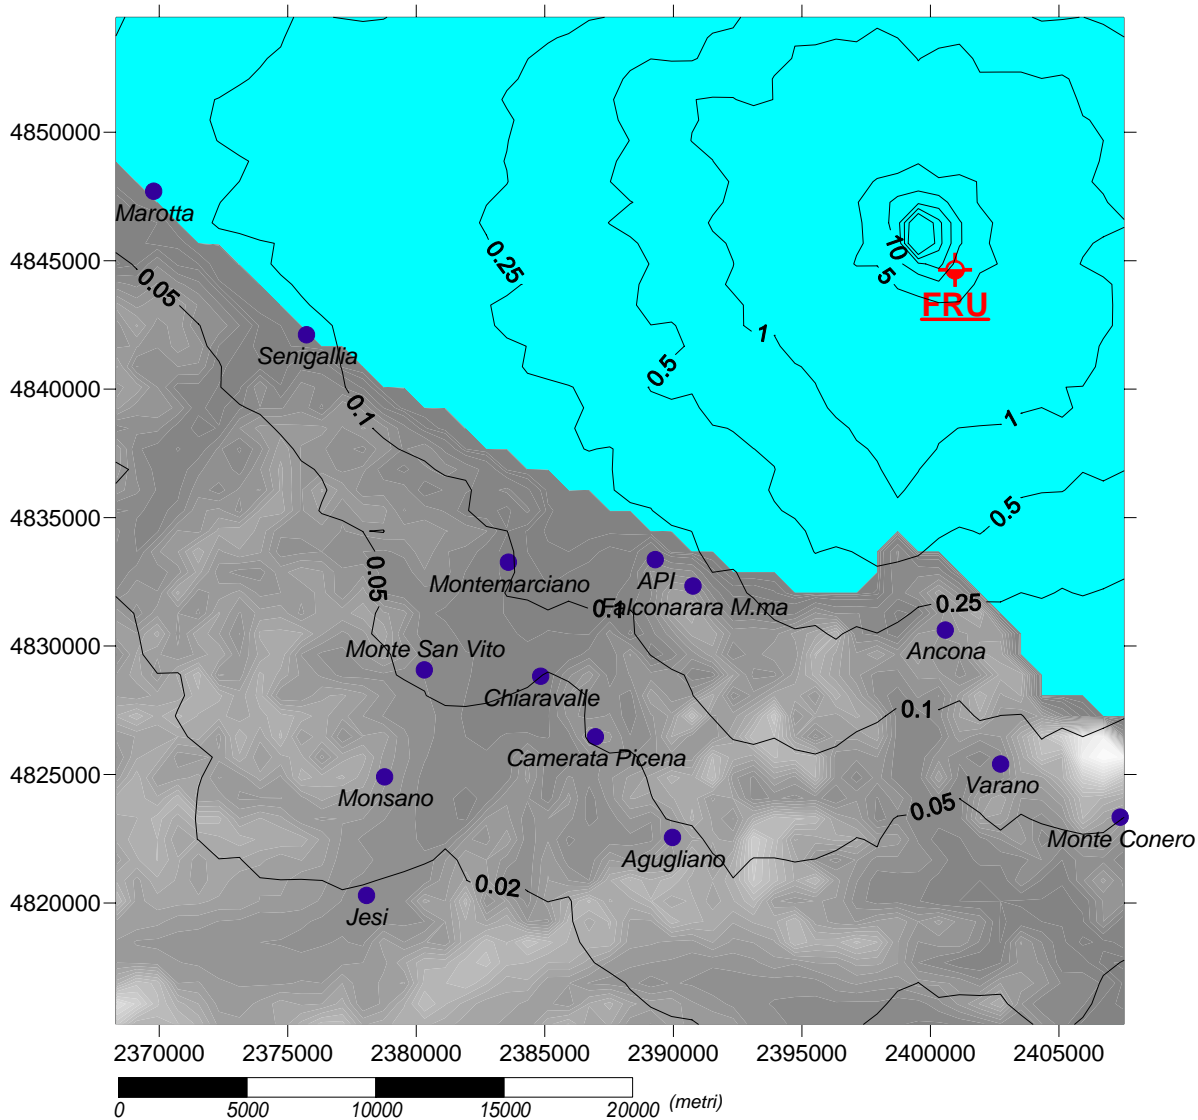 4850000
Marotta
0.25
10
4845000
0.05
5
FRU
1
Senigallia
0.5
4840000
0.1
1
4835000
0.5
0.05
Montemarciano
API
0.1
Falconarara M.ma
0.25
4830000
Monte San Vito
Ancona
Chiaravalle
0.1
Camerata Picena
4825000
Varano
Monsano
0.05
Monte Conero
Agugliano
0.02
4820000
Jesi
2370000 2375000 2380000 2385000 2390000 2395000 2400000 2405000
0 5000 10000 15000 20000 (metri)